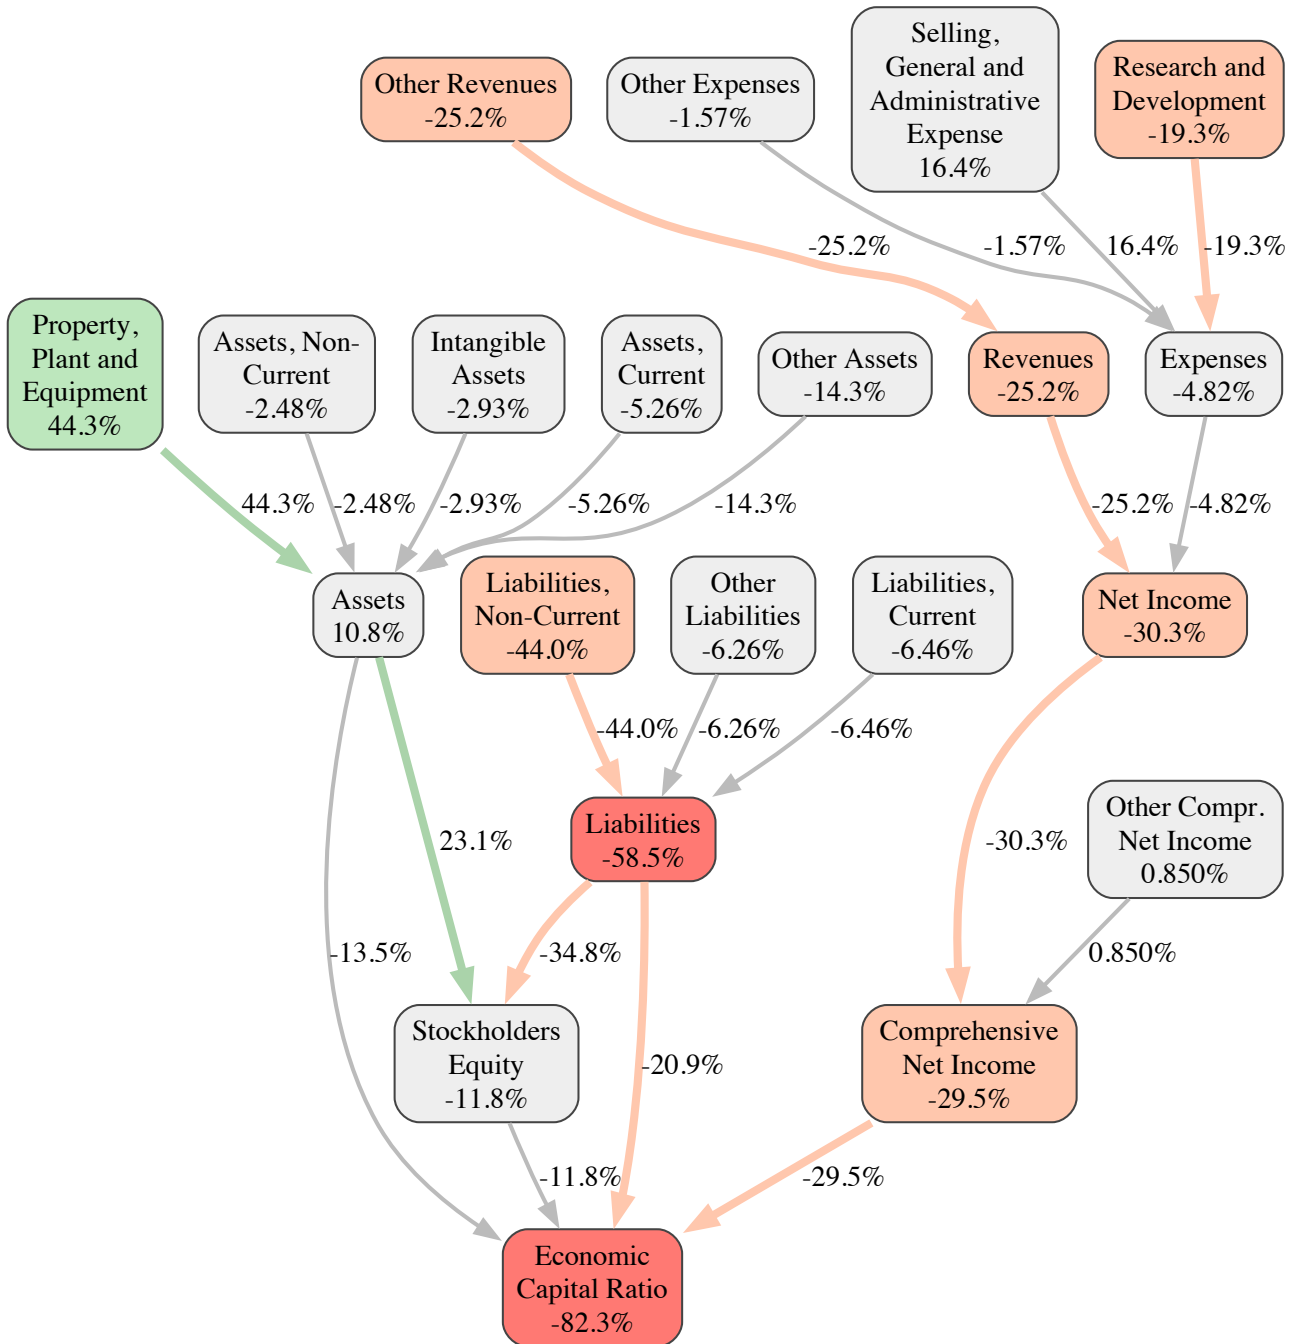 Other Revenues
-25.2%
Other Expenses
-1.57%
Selling,
General and
Administrative
Expense
16.4%
Research and
Development
-19.3%
-25.2%
-1.57%
16.4%
-19.3%
Property,
Plant and
Equipment
44.3%
Assets, Non-
Current
-2.48%
Intangible
Assets
-2.93%
Assets,
Current
-5.26%
Other Assets
-14.3%
Revenues
-25.2%
Expenses
-4.82%
44.3%
-2.48%
-2.93%
-5.26%
-14.3%
-25.2%
-4.82%
Assets
10.8%
Liabilities,
Non-Current
-44.0%
Other
Liabilities
-6.26%
Liabilities,
Current
-6.46%
Net Income
-30.3%
-44.0%
-6.26%
-6.46%
Liabilities
-58.5%
23.1%
-30.3%
Other Compr.
Net Income
0.850%
-13.5%
-34.8%
0.850%
Stockholders
Equity
-11.8%
-20.9%
Comprehensive
Net Income
-29.5%
-11.8%
-29.5%
Economic
Capital Ratio
-82.3%